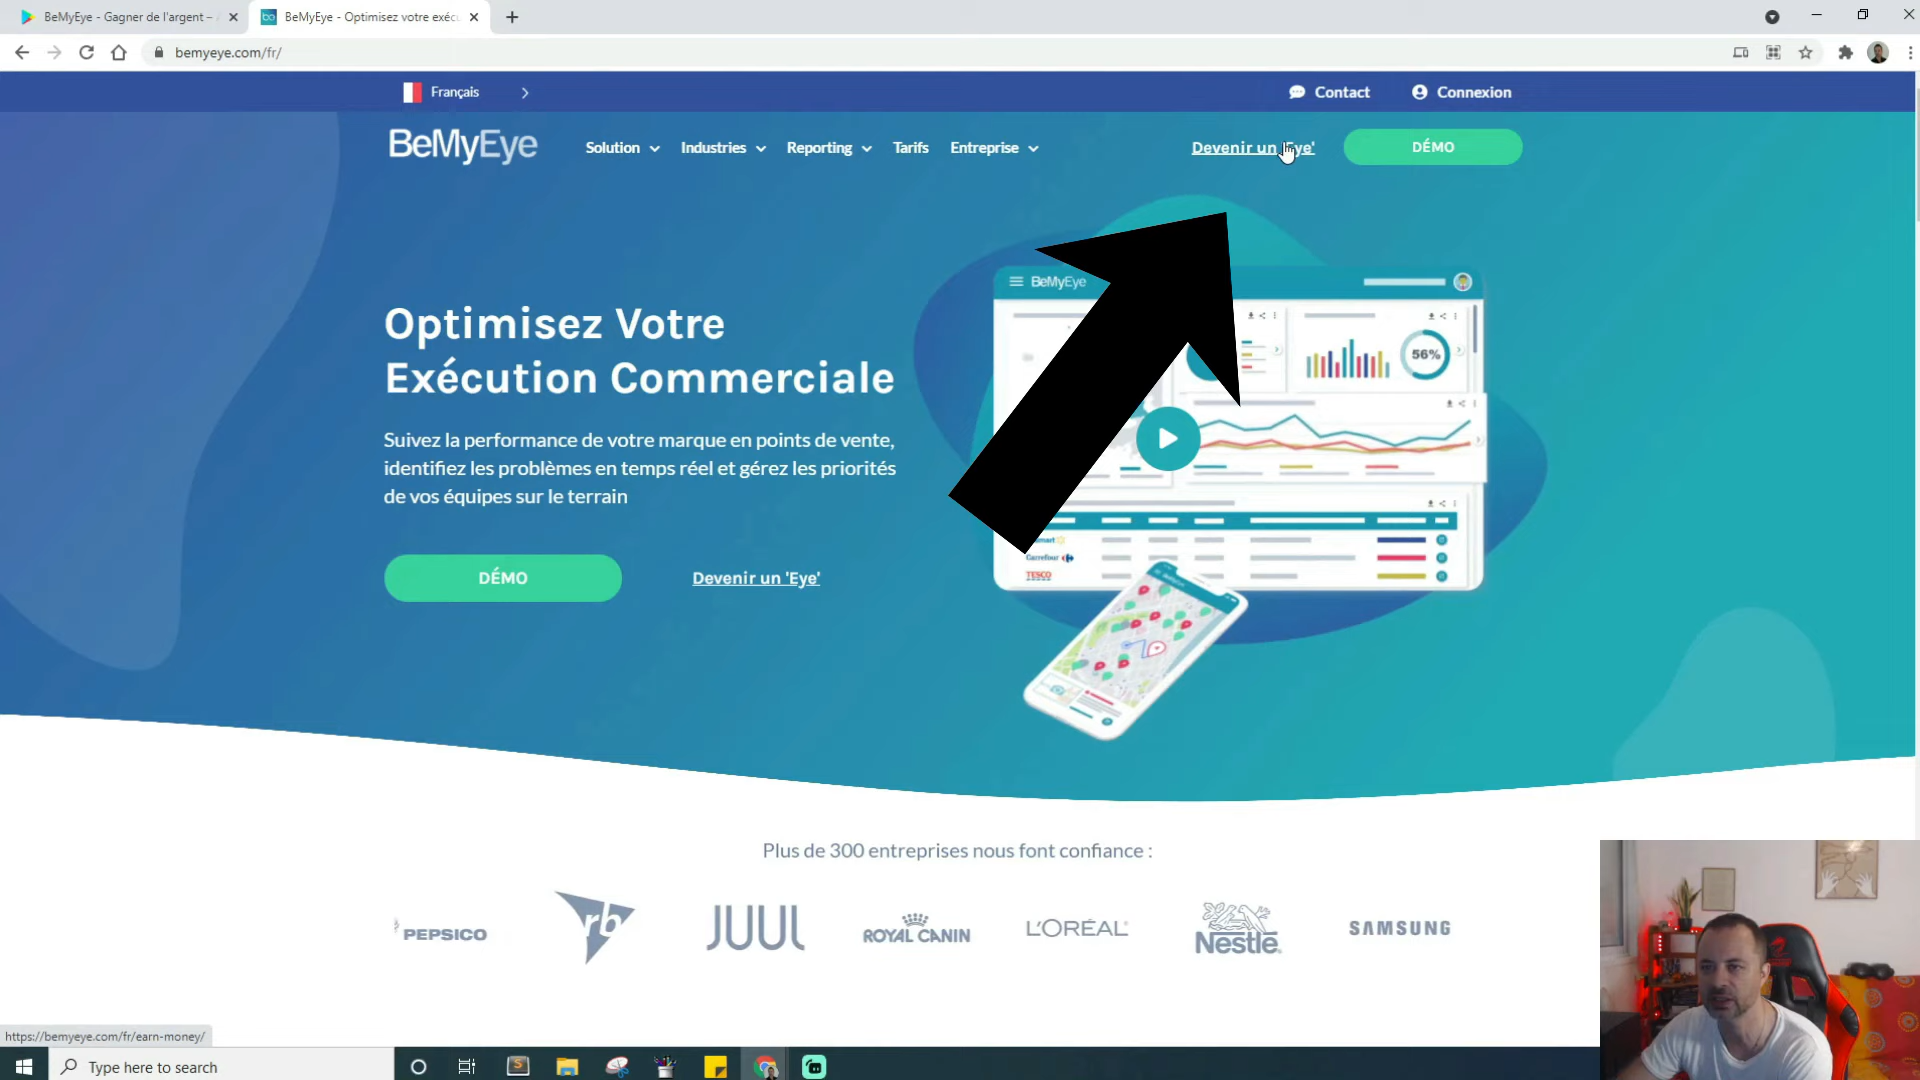 BeMyEye - Gagner de l'argent –
BeMyEye - Optimisez votre exécu
bemyeye.com/fr/
Français
Contact
Connexion
BeMyEye
Solution
Industries
Reporting
Tarifs
Entreprise
Devenir un 'Eye'
DÉMO
BeMyEye
Optimisez Votre
Exécution Commerciale
56%
Suivez la performance de votre marque en points de vente,
identifiez les problèmes en temps réel et gérez les priorités
de vos équipes sur le terrain
Carrefour
TESCO
DÉMO
Devenir un 'Eye'
Plus de 300 entreprises nous font confiance :
PEPSICO
rb
JUUL
ROYAL CANIN
L'ORÉAL
Nestlé
SAMSUNG
https://bemyeye.com/fr/earn-money/
Type here to search